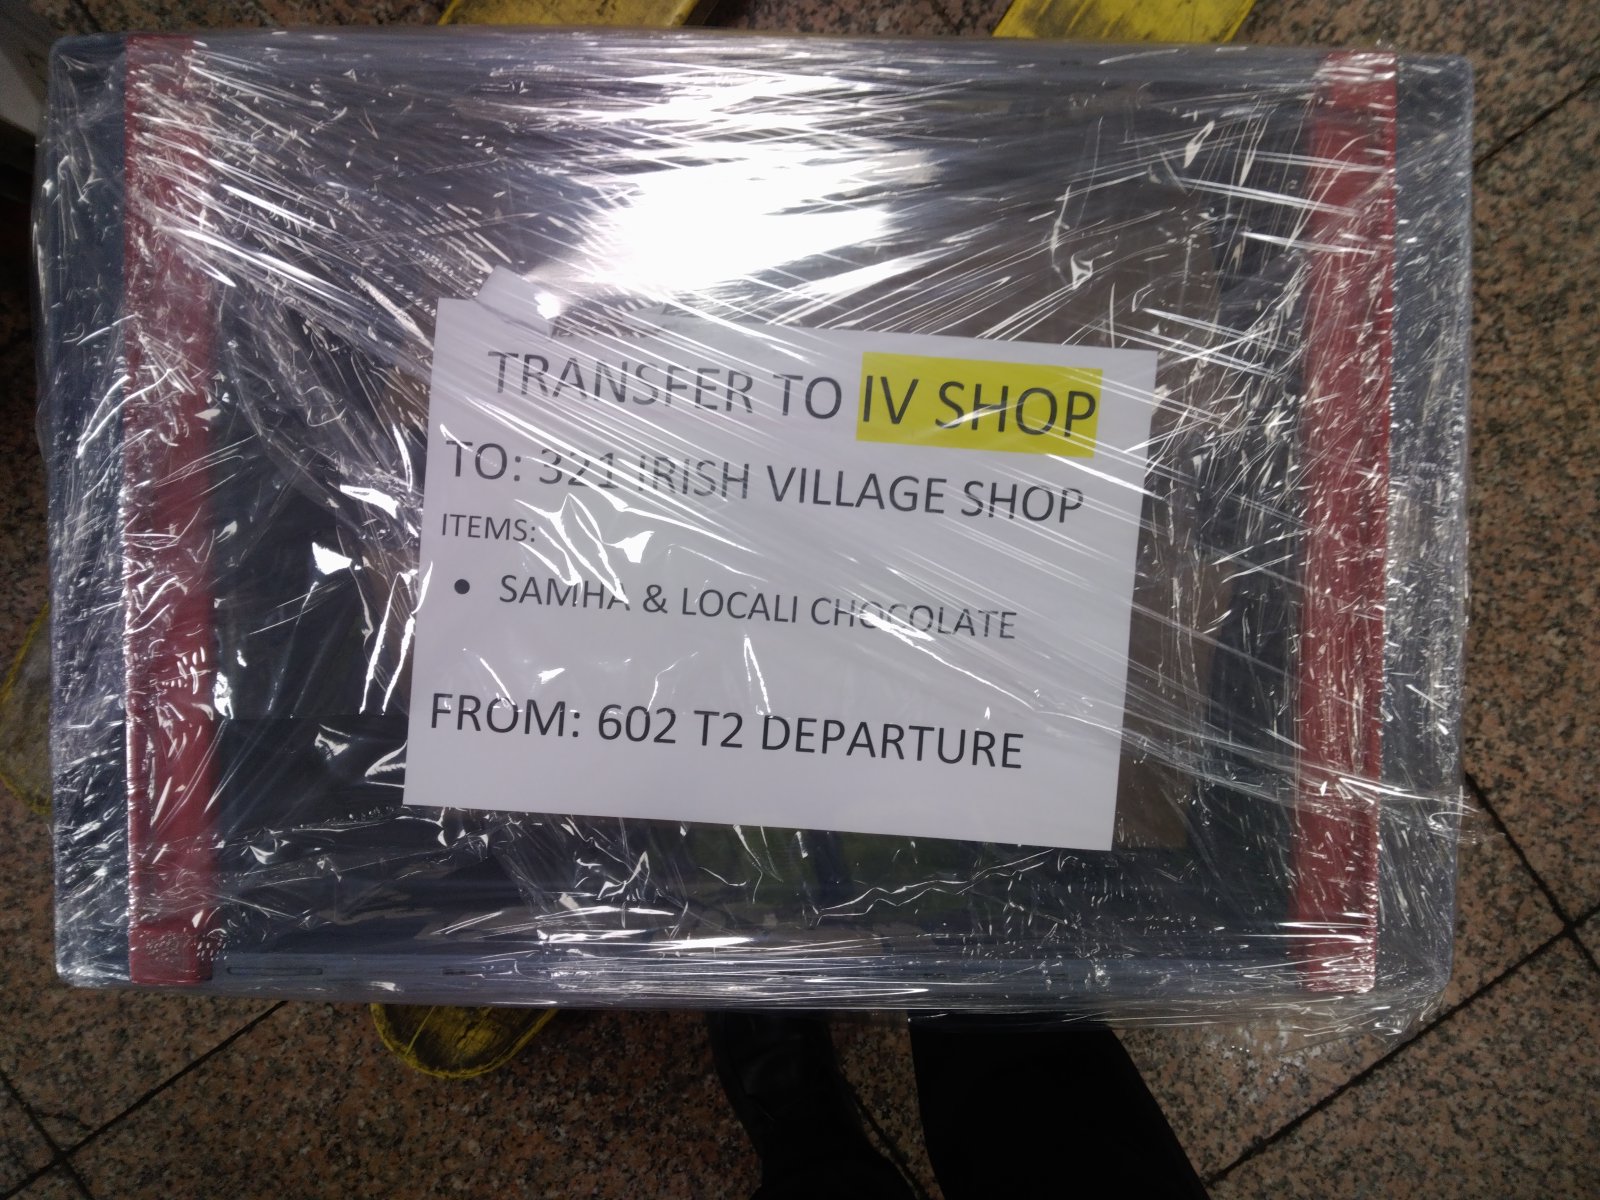 TRANSFER TO IV SHOP
TO: 321 IRISH VILLAGE SHOP
ITEMS:
• SAMHA & LOCALI CHOCOLATE
FROM: 602 T2 DEPARTURE